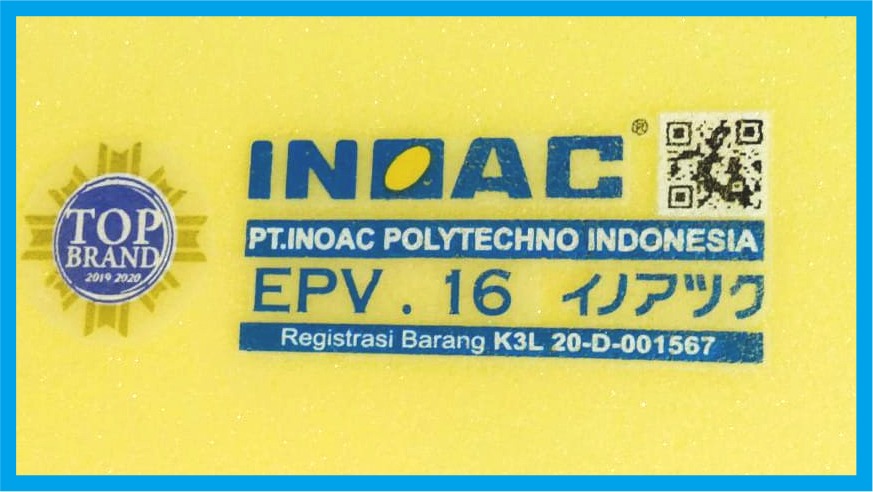 TOP
BRAND
2019 2020
INOAC®
PT.INOAC POLYTECHNO INDONESIA
EPV . 16 イノアツク
Registrasi Barang K3L 20-D-001567